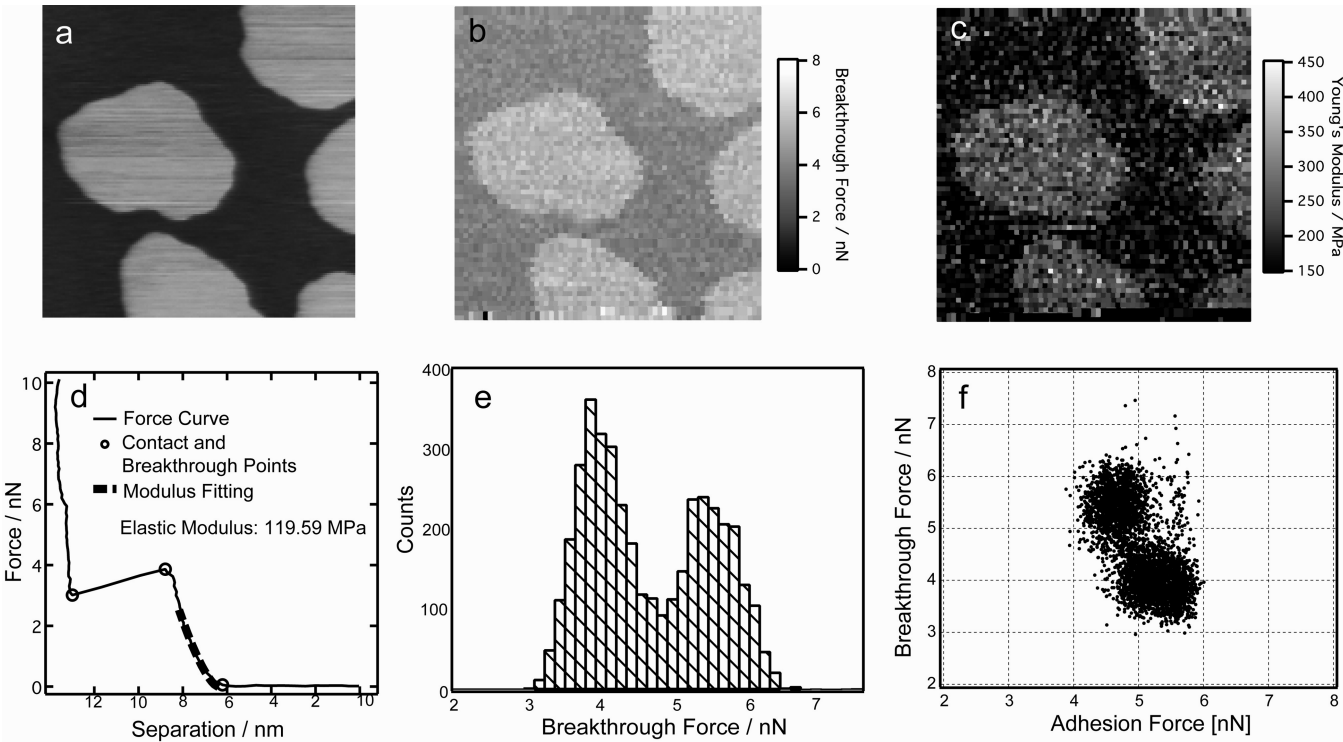 a
b
8
6
4
2
0
Breakthrough Force / nN
c
450
400
350
300
250
200
150
Young's Modulus / MPa
d
Force Curve
Contact and
Breakthrough Points
Modulus Fitting
Elastic Modulus: 119.59 MPa
10
8
6
4
2
0
Force / nN
12 10 8 6 4 2 10
Separation / nm
e
400
300
200
100
0
Counts
2 3 4 5 6 7
Breakthrough Force / nN
f
8
7
6
5
4
3
2
Breakthrough Force / nN
2 3 4 5 6 7 8
Adhesion Force [nN]